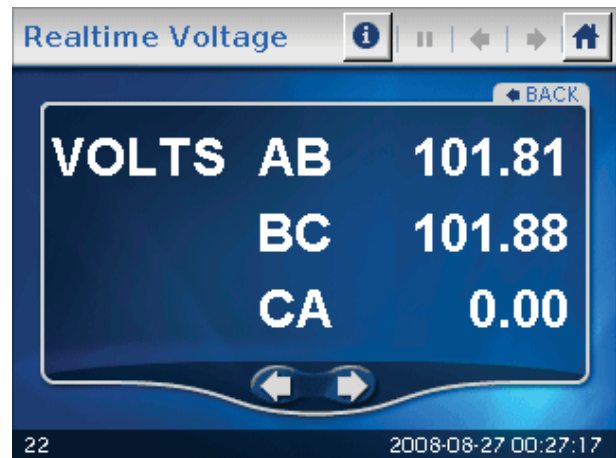 Realtime Voltage
BACK
VOLTS AB 101.81
BC 101.88
CA 0.00
22 2008-08-27 00:27:17